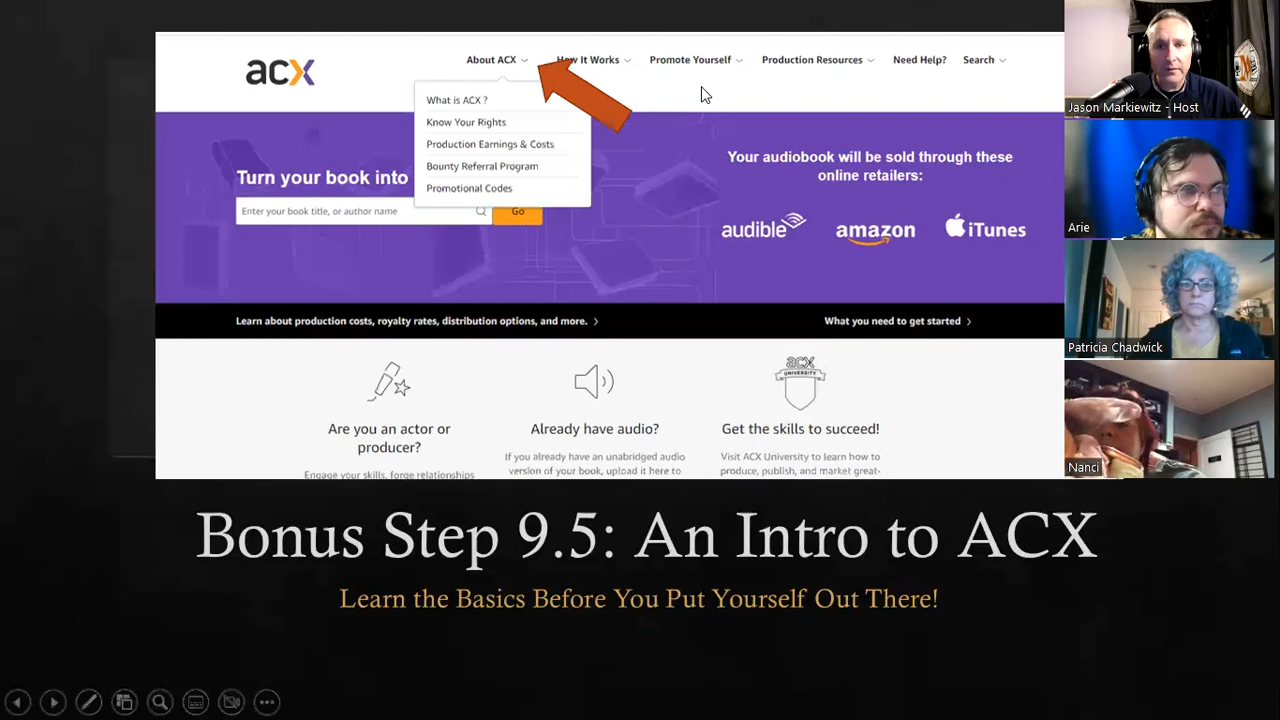 acx
About ACX
How It Works
Promote Yourself
Production Resources
Need Help?
Search
What is ACX ?
Know Your Rights
Production Earnings & Costs
Bounty Referral Program
Promotional Codes
Turn your book into
Enter your book title, or author name
Go
Your audiobook will be sold through these
online retailers:
audible
amazon
iTunes
Learn about production costs, royalty rates, distribution options, and more.
What you need to get started
Are you an actor or
producer?
Engage your skills, forge relationships
Already have audio?
If you already have an unabridged audio
version of your book, upload it here to
acx
UNIVERSITY
Get the skills to succeed!
Visit ACX University to learn how to
produce, publish, and market great-
Jason Markiewitz - Host
Arie
Patricia Chadwick
Nanci
Bonus Step 9.5: An Intro to ACX
Learn the Basics Before You Put Yourself Out There!